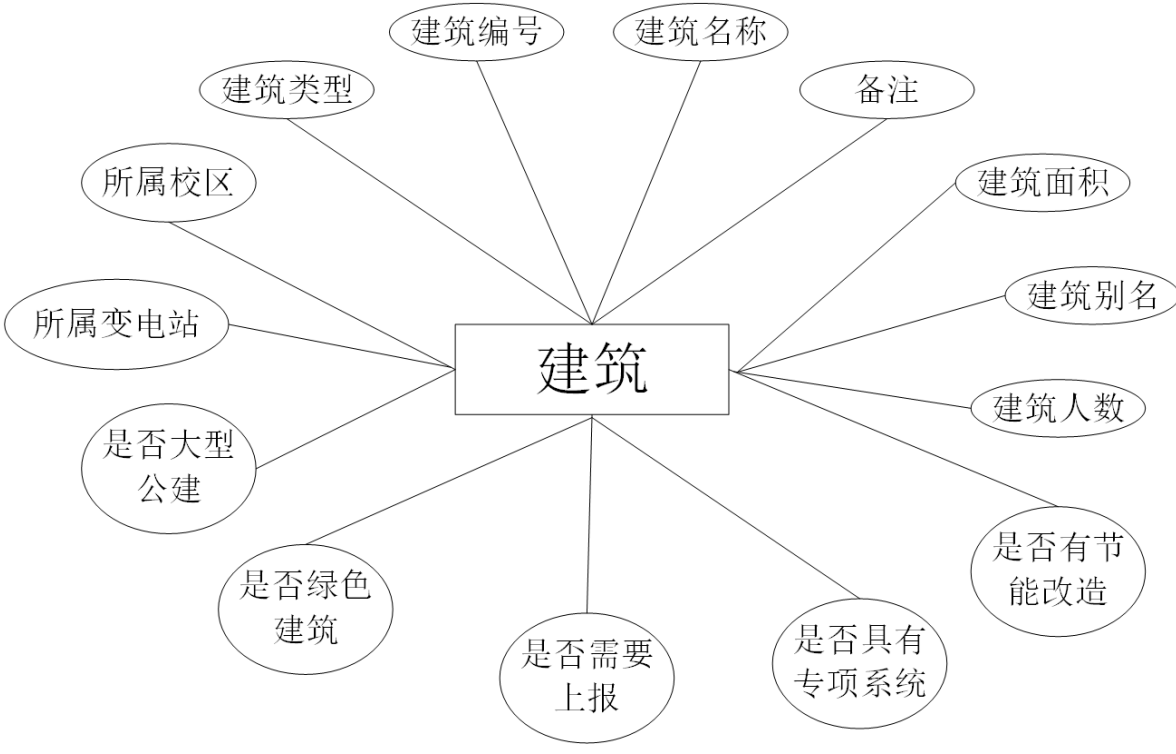 建筑编号
建筑名称
建筑类型
备注
所属校区
建筑面积
建筑别名
所属变电站
建筑
建筑人数
是否大型
公建
是否有节
能改造
是否绿色
建筑
是否需要
上报
是否具有
专项系统